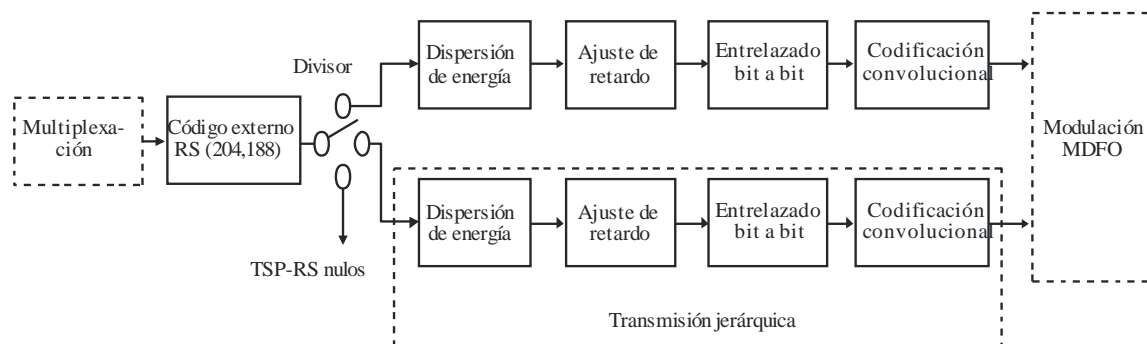 Dispersión
de energía
Ajuste de
retardo
Entrelazado
bit a bit
Codificación
convolucional
Divisor
Multiplexa-
ción
Código externo
RS (204,188)
Modulación
MDFO
Dispersión
de energía
Ajuste de
retardo
Entrelazado
bit a bit
Codificación
convolucional
TSP-RS nulos
Transmisión jerárquica